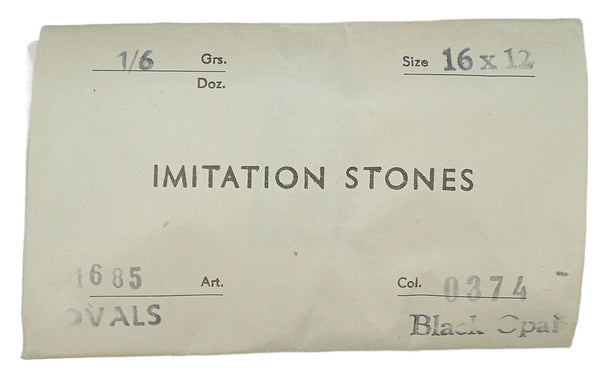 1/6 Grs. Size 16 x 12
Doz.
IMITATION STONES
1685 Art. Col. 0374
OVALS Black Opal